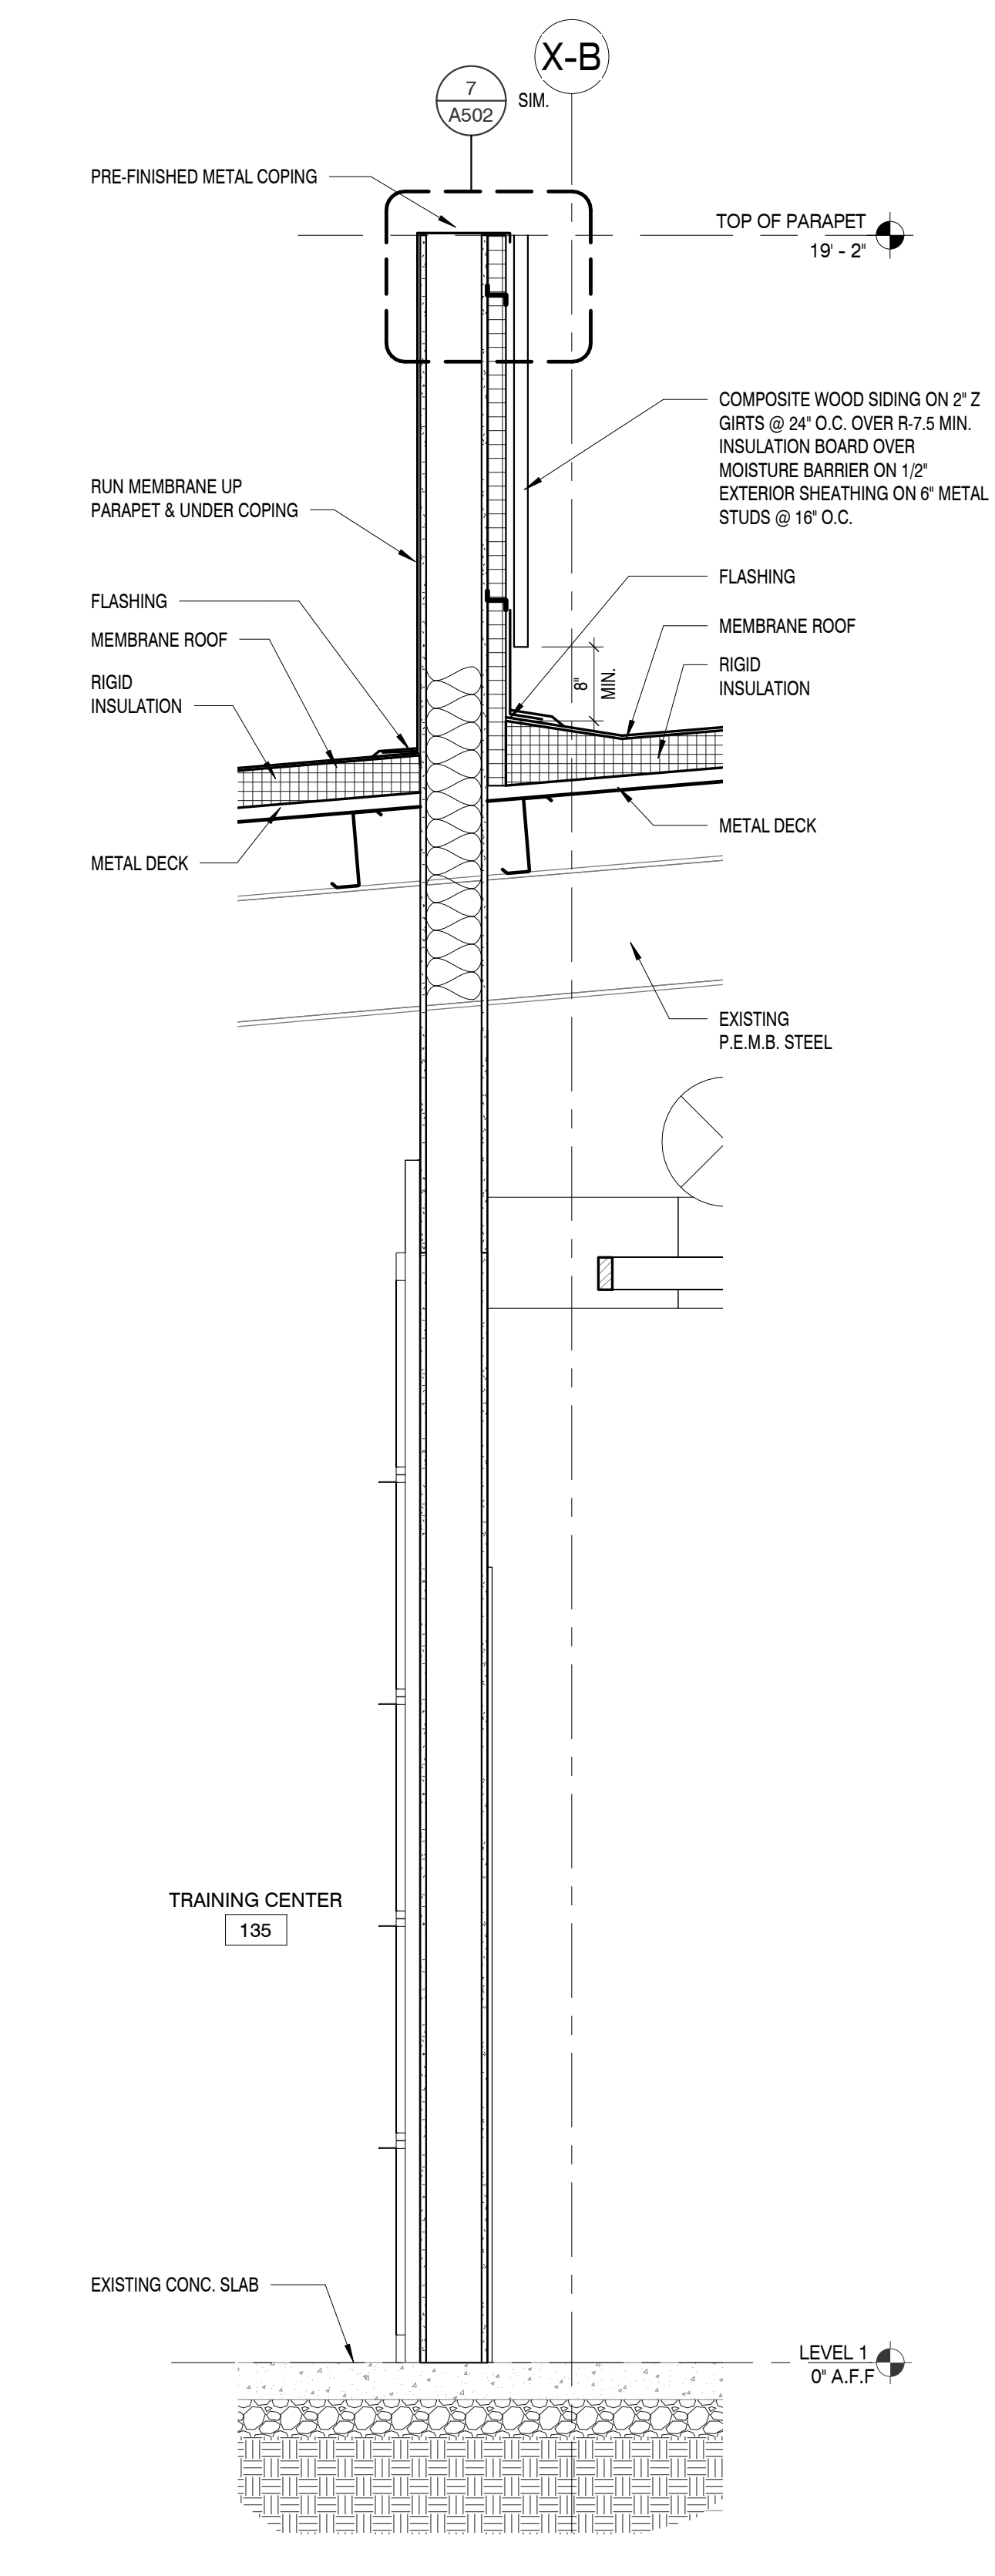 X-B
7
A502
SIM.
PRE-FINISHED METAL COPING
TOP OF PARAPET
19' - 2"
COMPOSITE WOOD SIDING ON 2" Z
GIRTS @ 24" O.C. OVER R-7.5 MIN.
INSULATION BOARD OVER
MOISTURE BARRIER ON 1/2"
EXTERIOR SHEATHING ON 6" METAL
STUDS @ 16" O.C.
RUN MEMBRANE UP
PARAPET & UNDER COPING
FLASHING
FLASHING
MEMBRANE ROOF
MEMBRANE ROOF
RIGID
INSULATION
RIGID
INSULATION
8"
MIN.
METAL DECK
METAL DECK
EXISTING
P.E.M.B. STEEL
TRAINING CENTER
135
EXISTING CONC. SLAB
LEVEL 1
0" A.F.F